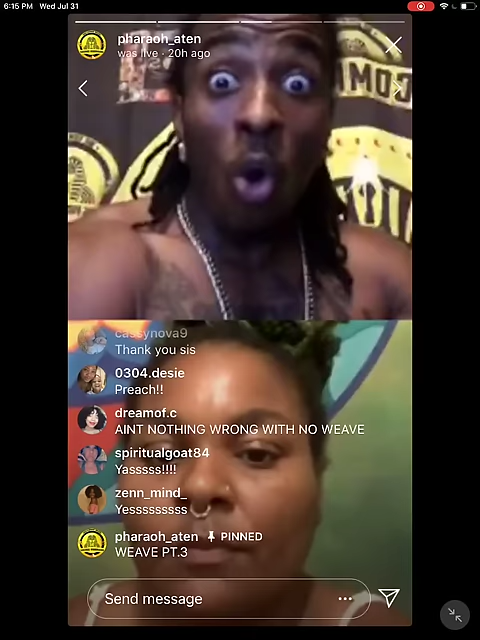 6:15 PM Wed Jul 31
pharaoh_aten
was live · 20h ago
cassynova9
Thank you sis
0304.desie
Preach!!
dreamof.c
AINT NOTHING WRONG WITH NO WEAVE
spiritualgoat84
Yasssss!!!!
zenn_mind_
Yesssssssss
pharaoh_aten PINNED
WEAVE PT.3
Send message